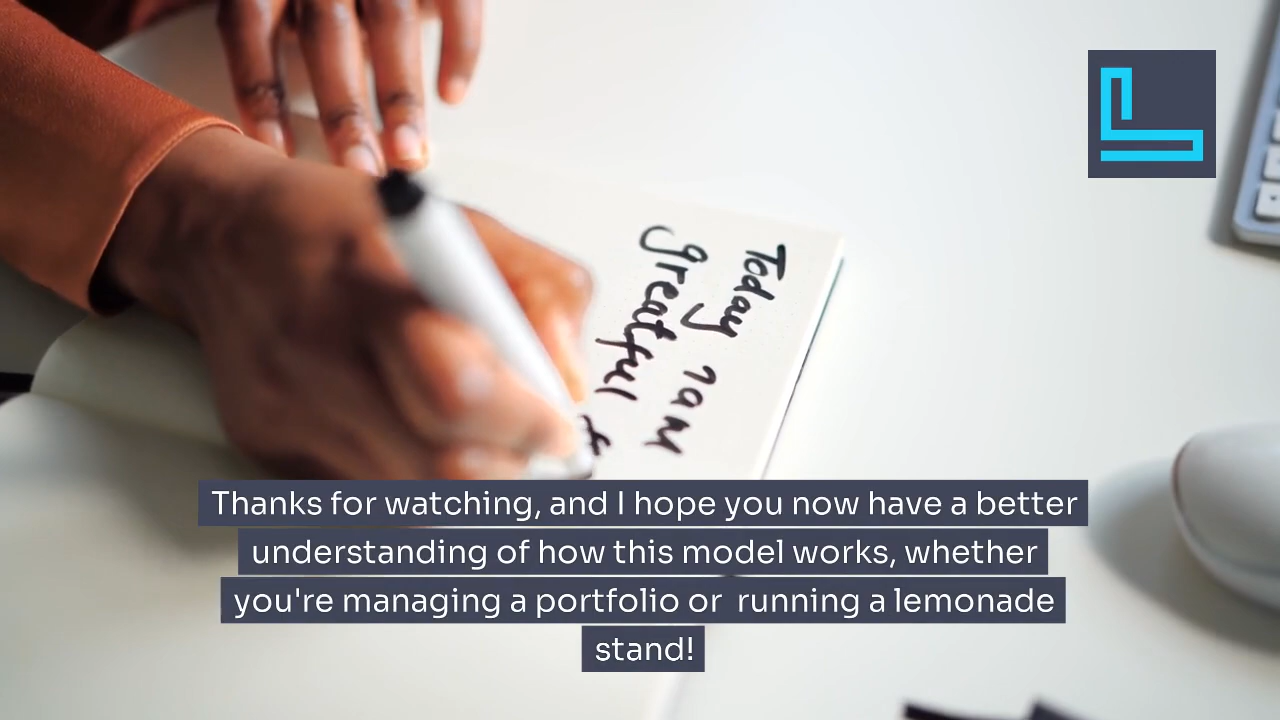 Today I am
greatful
Thanks for watching, and I hope you now have a better
understanding of how this model works, whether
you're managing a portfolio or running a lemonade
stand!